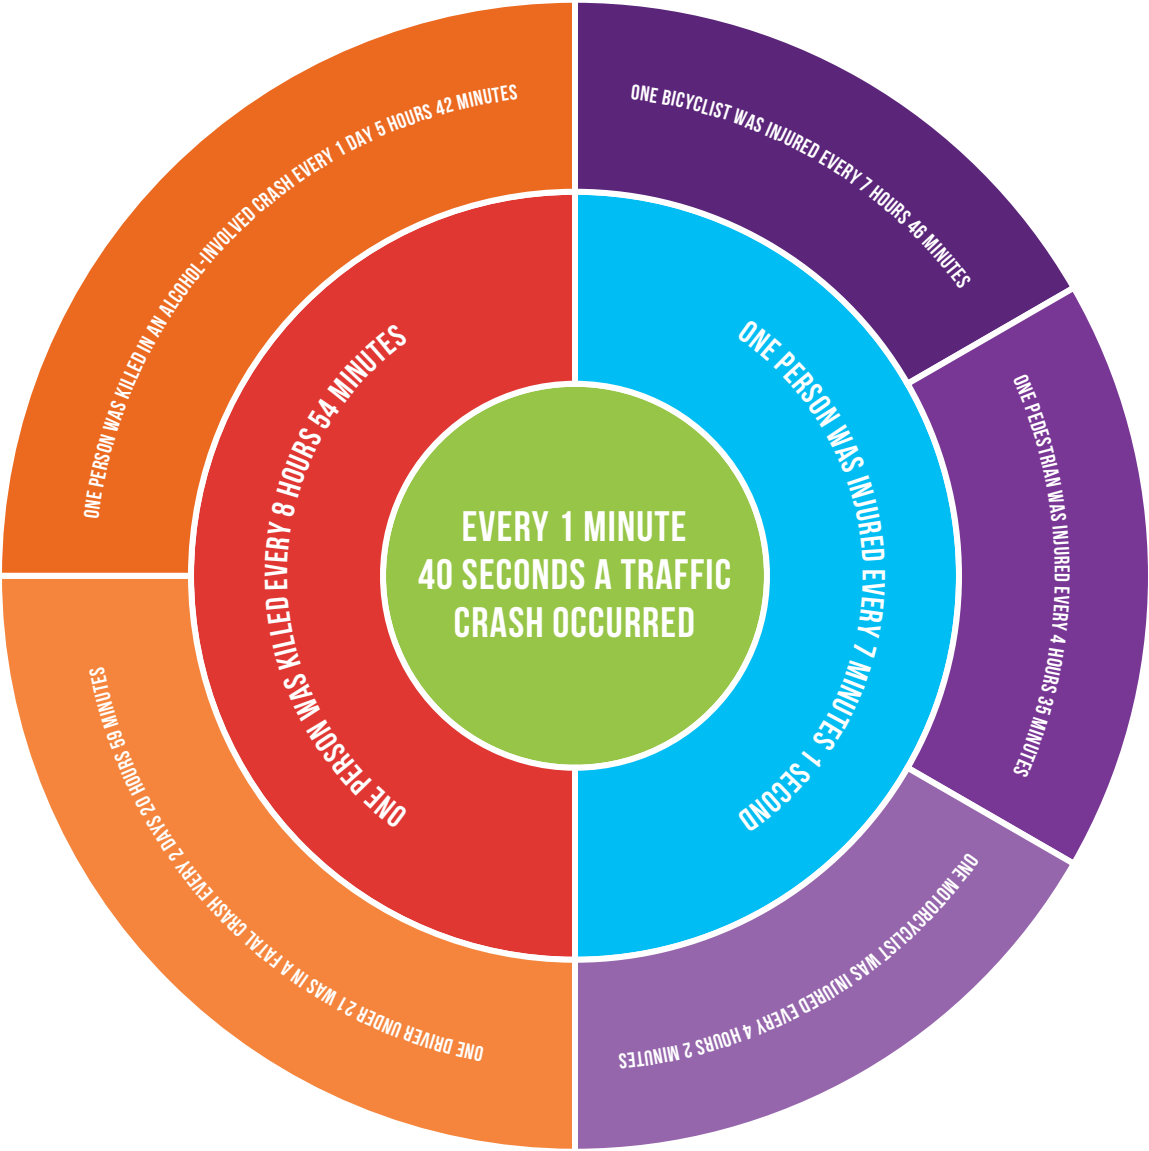 EVERY 1 MINUTE
40 SECONDS A TRAFFIC
CRASH OCCURRED
ONE PERSON WAS KILLED EVERY 8 HOURS 54 MINUTES
ONE PERSON WAS INJURED EVERY 7 MINUTES 1 SECOND
ONE PERSON WAS KILLED IN AN ALCOHOL-INVOLVED CRASH EVERY 1 DAY 5 HOURS 42 MINUTES
ONE DRIVER UNDER 21 WAS IN A FATAL CRASH EVERY 2 DAYS 20 HOURS 59 MINUTES
ONE BICYCLIST WAS INJURED EVERY 7 HOURS 46 MINUTES
ONE PEDESTRIAN WAS INJURED EVERY 4 HOURS 35 MINUTES
ONE MOTORCYCLIST WAS INJURED EVERY 4 HOURS 2 MINUTES